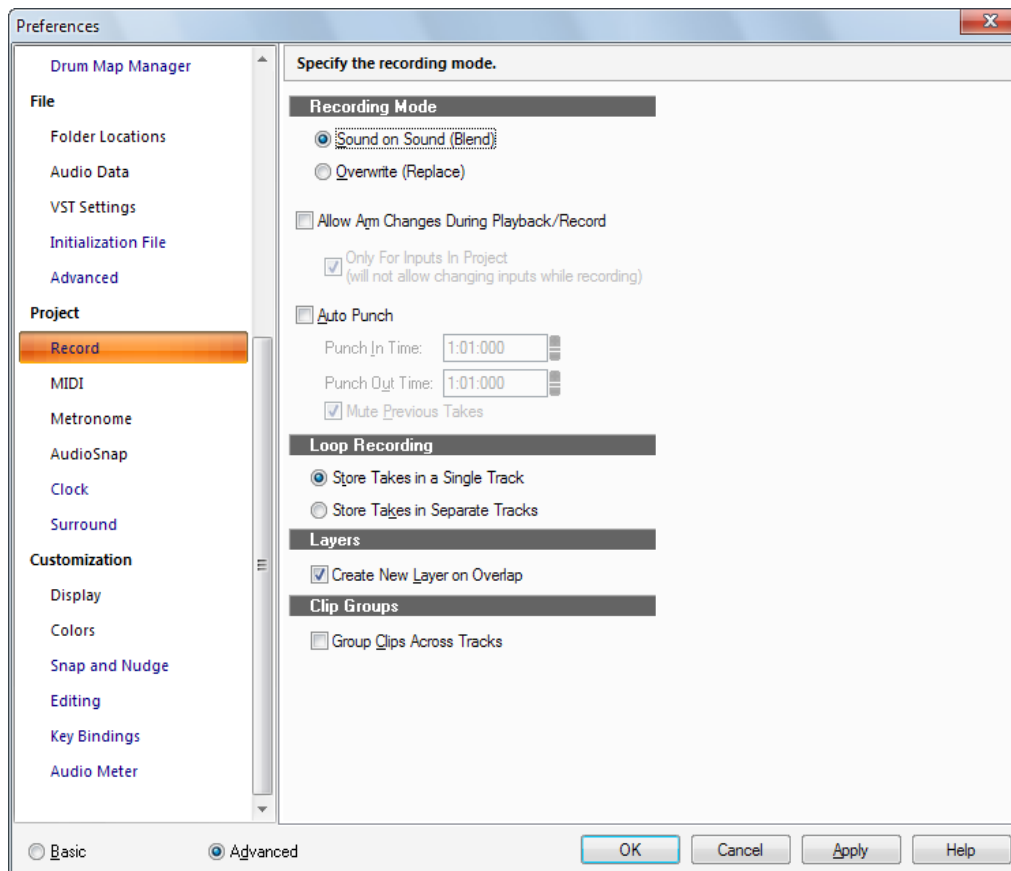 Preferences
Drum Map Manager
File
Folder Locations
Audio Data
VST Settings
Initialization File
Advanced
Project
Record
MIDI
Metronome
AudioSnap
Clock
Surround
Customization
Display
Colors
Snap and Nudge
Editing
Key Bindings
Audio Meter
Specify the recording mode.
Recording Mode
Sound on Sound (Blend)
Overwrite (Replace)
Allow Arm Changes During Playback/Record
Only For Inputs In Project
(will not allow changing inputs while recording)
Auto Punch
Punch In Time: 1:01:000
Punch Out Time: 1:01:000
Mute Previous Takes
Loop Recording
Store Takes in a Single Track
Store Takes in Separate Tracks
Layers
Create New Layer on Overlap
Clip Groups
Group Clips Across Tracks
Basic Advanced OK Cancel Apply Help